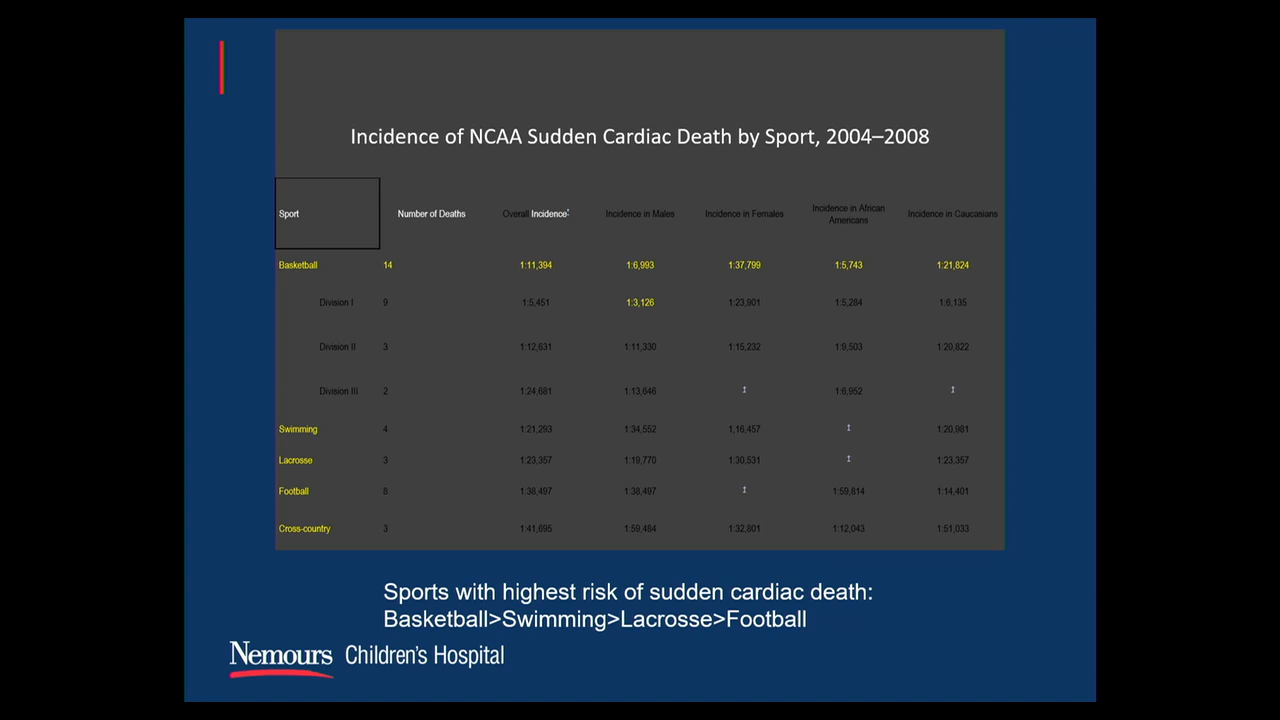 Incidence of NCAA Sudden Cardiac Death by Sport, 2004–2008
Sport Number of Deaths Overall Incidence* Incidence in Males Incidence in Females Incidence in African Americans Incidence in Caucasians
Basketball 14 1:11,394 1:6,993 1:37,799 1:5,743 1:21,824
Division I 9 1:5,451 1:3,126 1:23,901 1:5,284 1:6,135
Division II 3 1:12,631 1:11,330 1:15,232 1:9,503 1:20,822
Division III 2 1:24,681 1:13,646 ‡ 1:6,952 ‡
Swimming 4 1:21,293 1:34,552 1,16,457 ‡ 1:20,981
Lacrosse 3 1:23,357 1:19,770 1:30,531 ‡ 1:23,357
Football 8 1:38,497 1:38,497 ‡ 1:59,814 1:14,401
Cross-country 3 1:41,695 1:59,484 1:32,801 1:12,043 1:51,033
Sports with highest risk of sudden cardiac death:
Basketball>Swimming>Lacrosse>Football
Nemours Children's Hospital